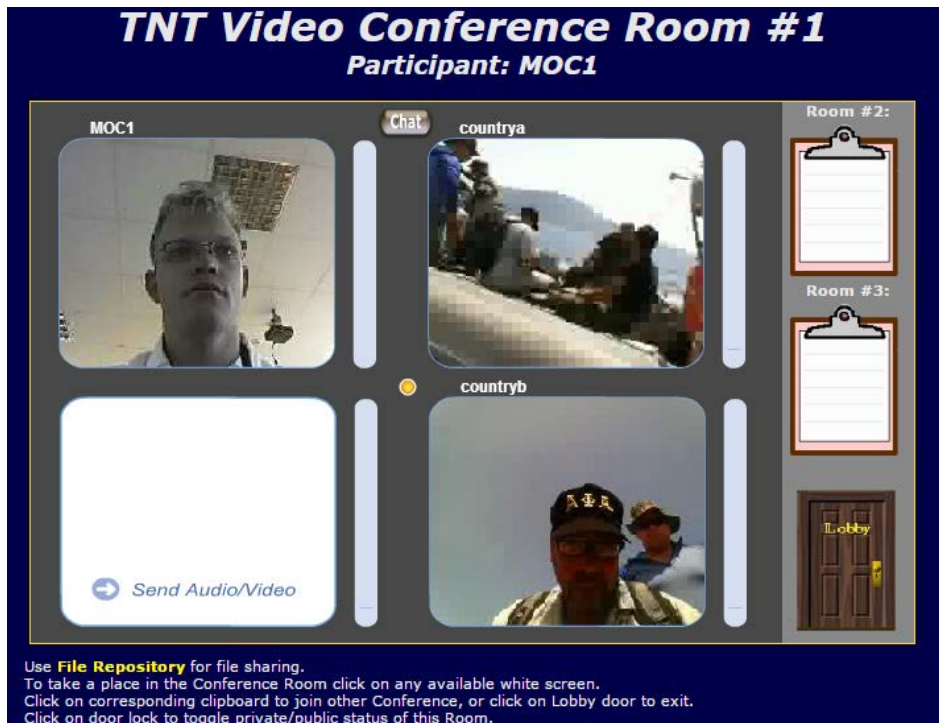 TNT Video Conference Room #1
Participant: MOC1
MOC1
Chat
countrya
Room #2:
Room #3:
countryb
ΑΦΑ
Send Audio/Video
Lobby
Use File Repository for file sharing.
To take a place in the Conference Room click on any available white screen.
Click on corresponding clipboard to join other Conference, or click on Lobby door to exit.
Click on door lock to toggle private/public status of this Room.